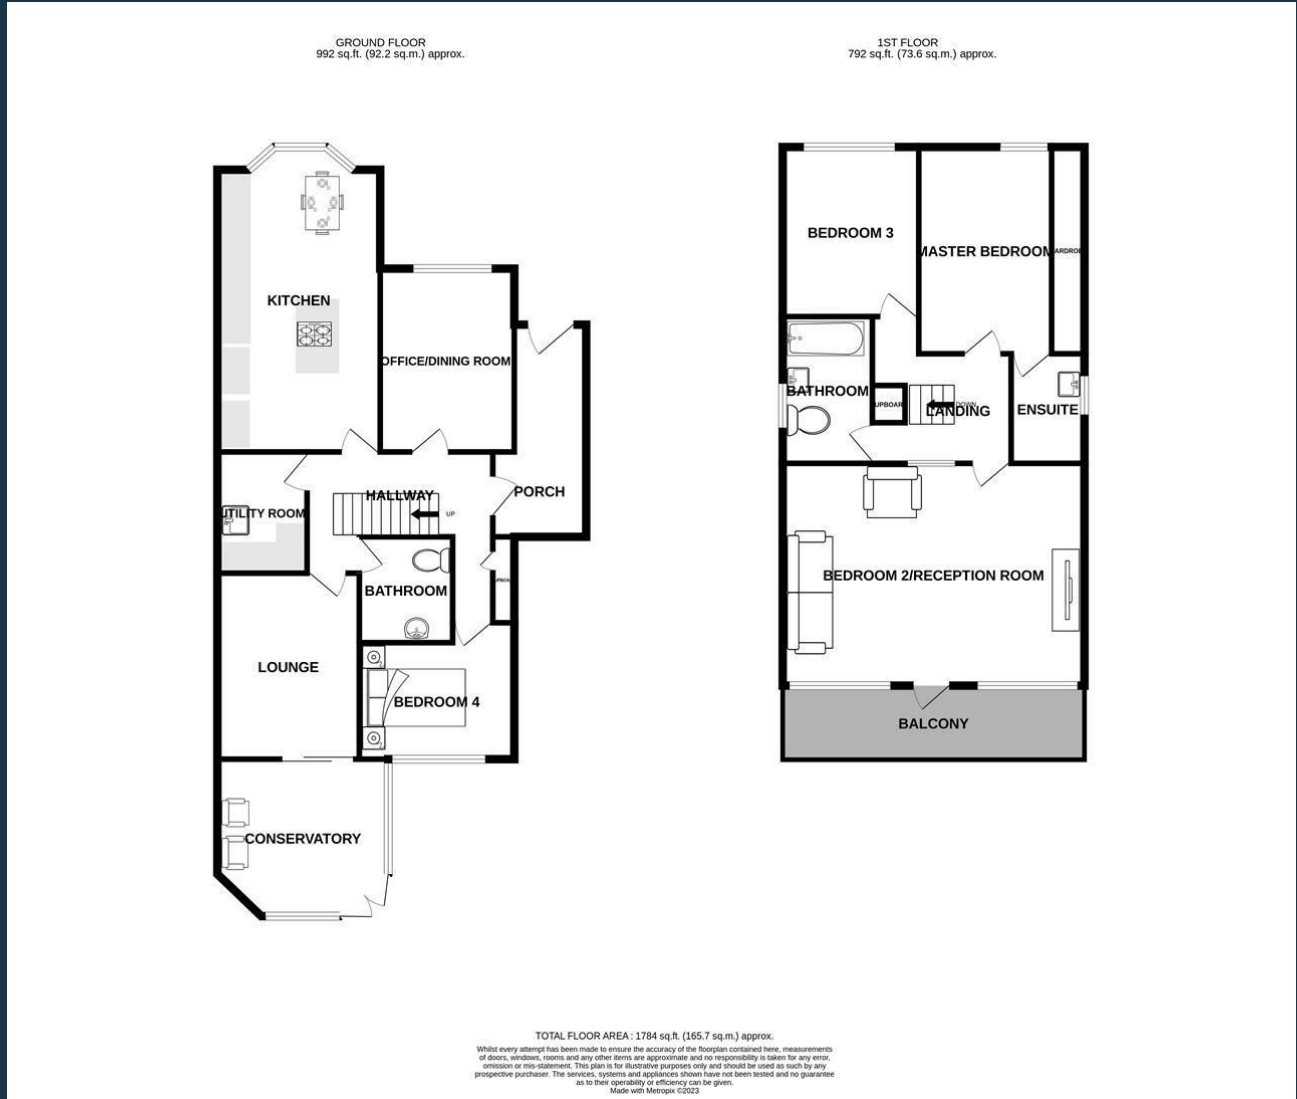 GROUND FLOOR
992 sq.ft. (92.2 sq.m.) approx.
1ST FLOOR
792 sq.ft. (73.6 sq.m.) approx.
KITCHEN
OFFICE/DINING ROOM
HALLWAY
UP
PORCH
UTILITY ROOM
BATHROOM
LOUNGE
BEDROOM 4
CONSERVATORY
BEDROOM 3
MASTER BEDROOM
BATHROOM
UPBOAR
DOWN
LANDING
ENSUITE
BEDROOM 2/RECEPTION ROOM
BALCONY
TOTAL FLOOR AREA : 1784 sq.ft. (165.7 sq.m.) approx.
Whilst every attempt has been made to ensure the accuracy of the floorplan contained here, measurements
of doors, windows, rooms and any other items are approximate and no responsibility is taken for any error,
omission or mis-statement. This plan is for illustrative purposes only and should be used as such by any
prospective purchaser. The services, systems and appliances shown have not been tested and no guarantee
as to their operability or efficiency can be given.
Made with Metropix ©2023